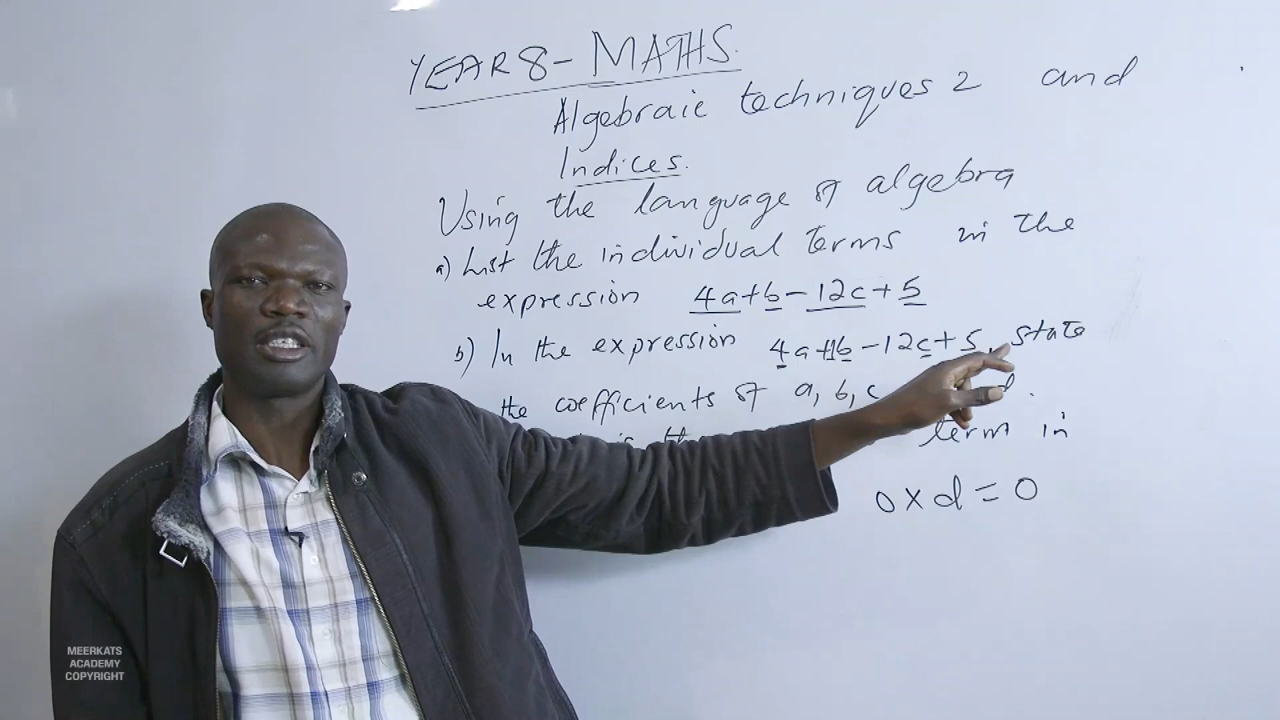 YEAR 8 - MATHS.
Algebraic techniques 2 and
Indices.
Using the language of algebra
a) List the individual terms in the
expression 4a+b-12c+5
b) In the expression 4a+1b-12c+5, state
the coefficients of a, b, c d.
term in
0×d=0
MEERKATS
ACADEMY
COPYRIGHT